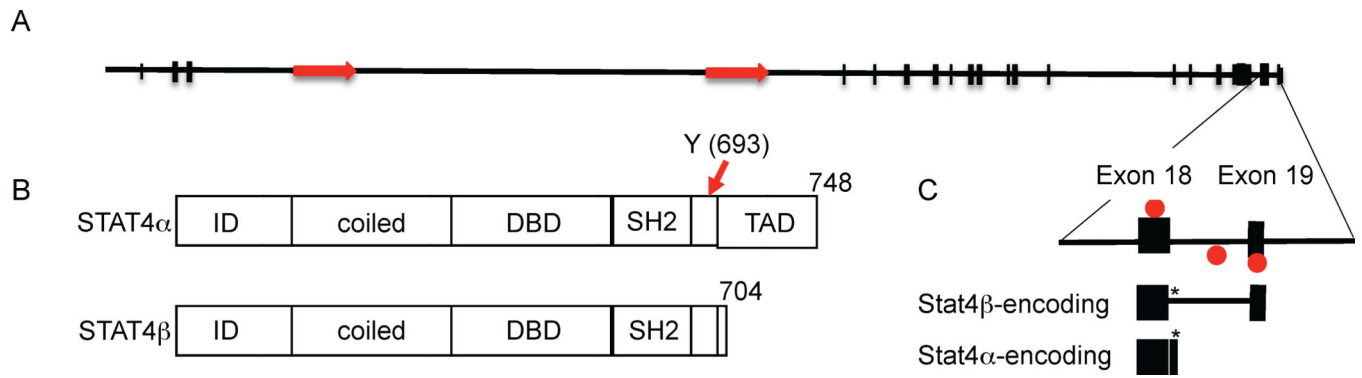 A
B
Y (693)
748
STAT4α ID coiled DBD SH2 TAD
704
STAT4β ID coiled DBD SH2
C
Exon 18 Exon 19
Stat4β-encoding *
Stat4α-encoding *